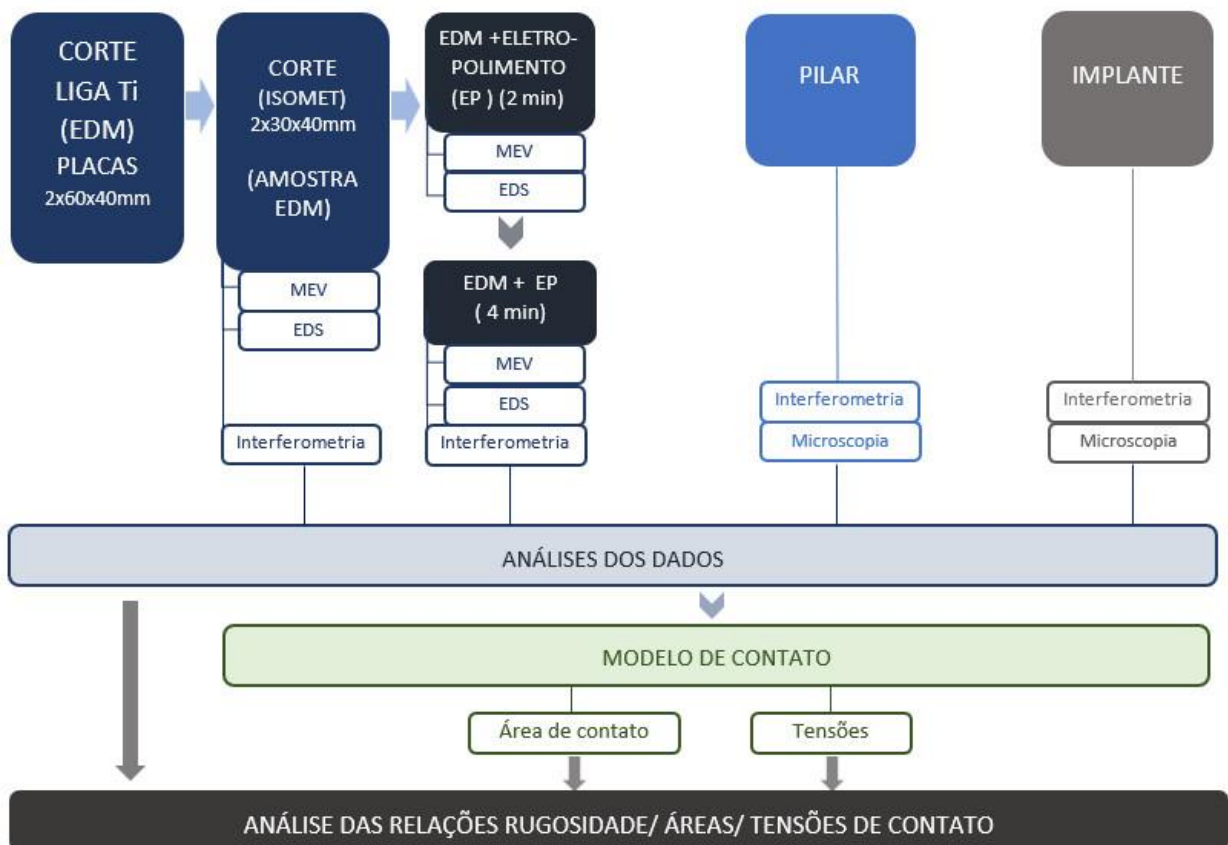 CORTE
LIGA Ti
(EDM)
PLACAS
2x60x40mm
CORTE
(ISOMET)
2x30x40mm
(AMOSTRA
EDM)
MEV
EDS
Interferometria
EDM +ELETRO-
POLIMENTO
(EP ) (2 min)
MEV
EDS
EDM + EP
( 4 min)
MEV
EDS
Interferometria
PILAR
Interferometria
Microscopia
IMPLANTE
Interferometria
Microscopia
ANÁLISES DOS DADOS
MODELO DE CONTATO
Área de contato
Tensões
ANÁLISE DAS RELAÇÕES RUGOSIDADE/ ÁREAS/ TENSÕES DE CONTATO